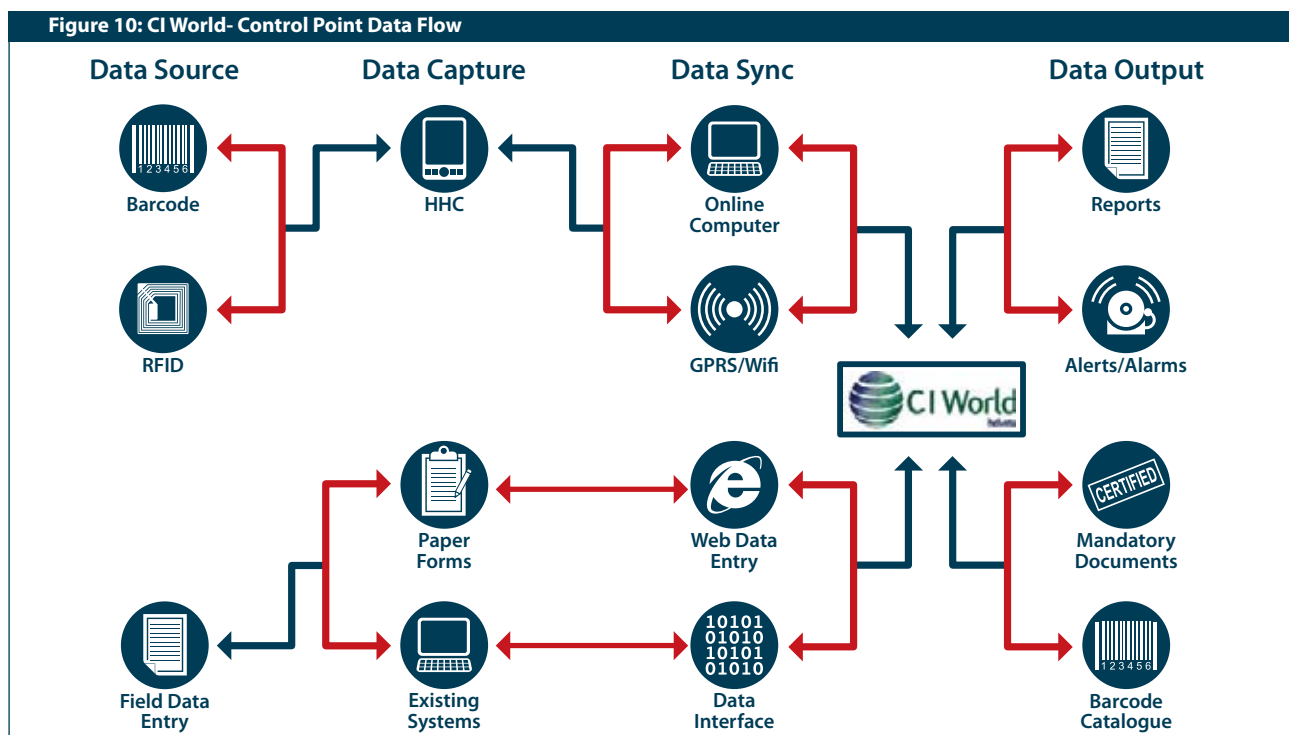 Figure 10: CI World- Control Point Data Flow
Data Source
Data Capture
Data Sync
Data Output
123456
Barcode
HHC
Online
Computer
Reports
RFID
GPRS/Wifi
Alerts/Alarms
CI World
helveta
Paper
Forms
Web Data
Entry
CERTIFIED
Mandatory
Documents
Field Data
Entry
Existing
Systems
10101
01010
10101
01010
Data
Interface
123456
Barcode
Catalogue